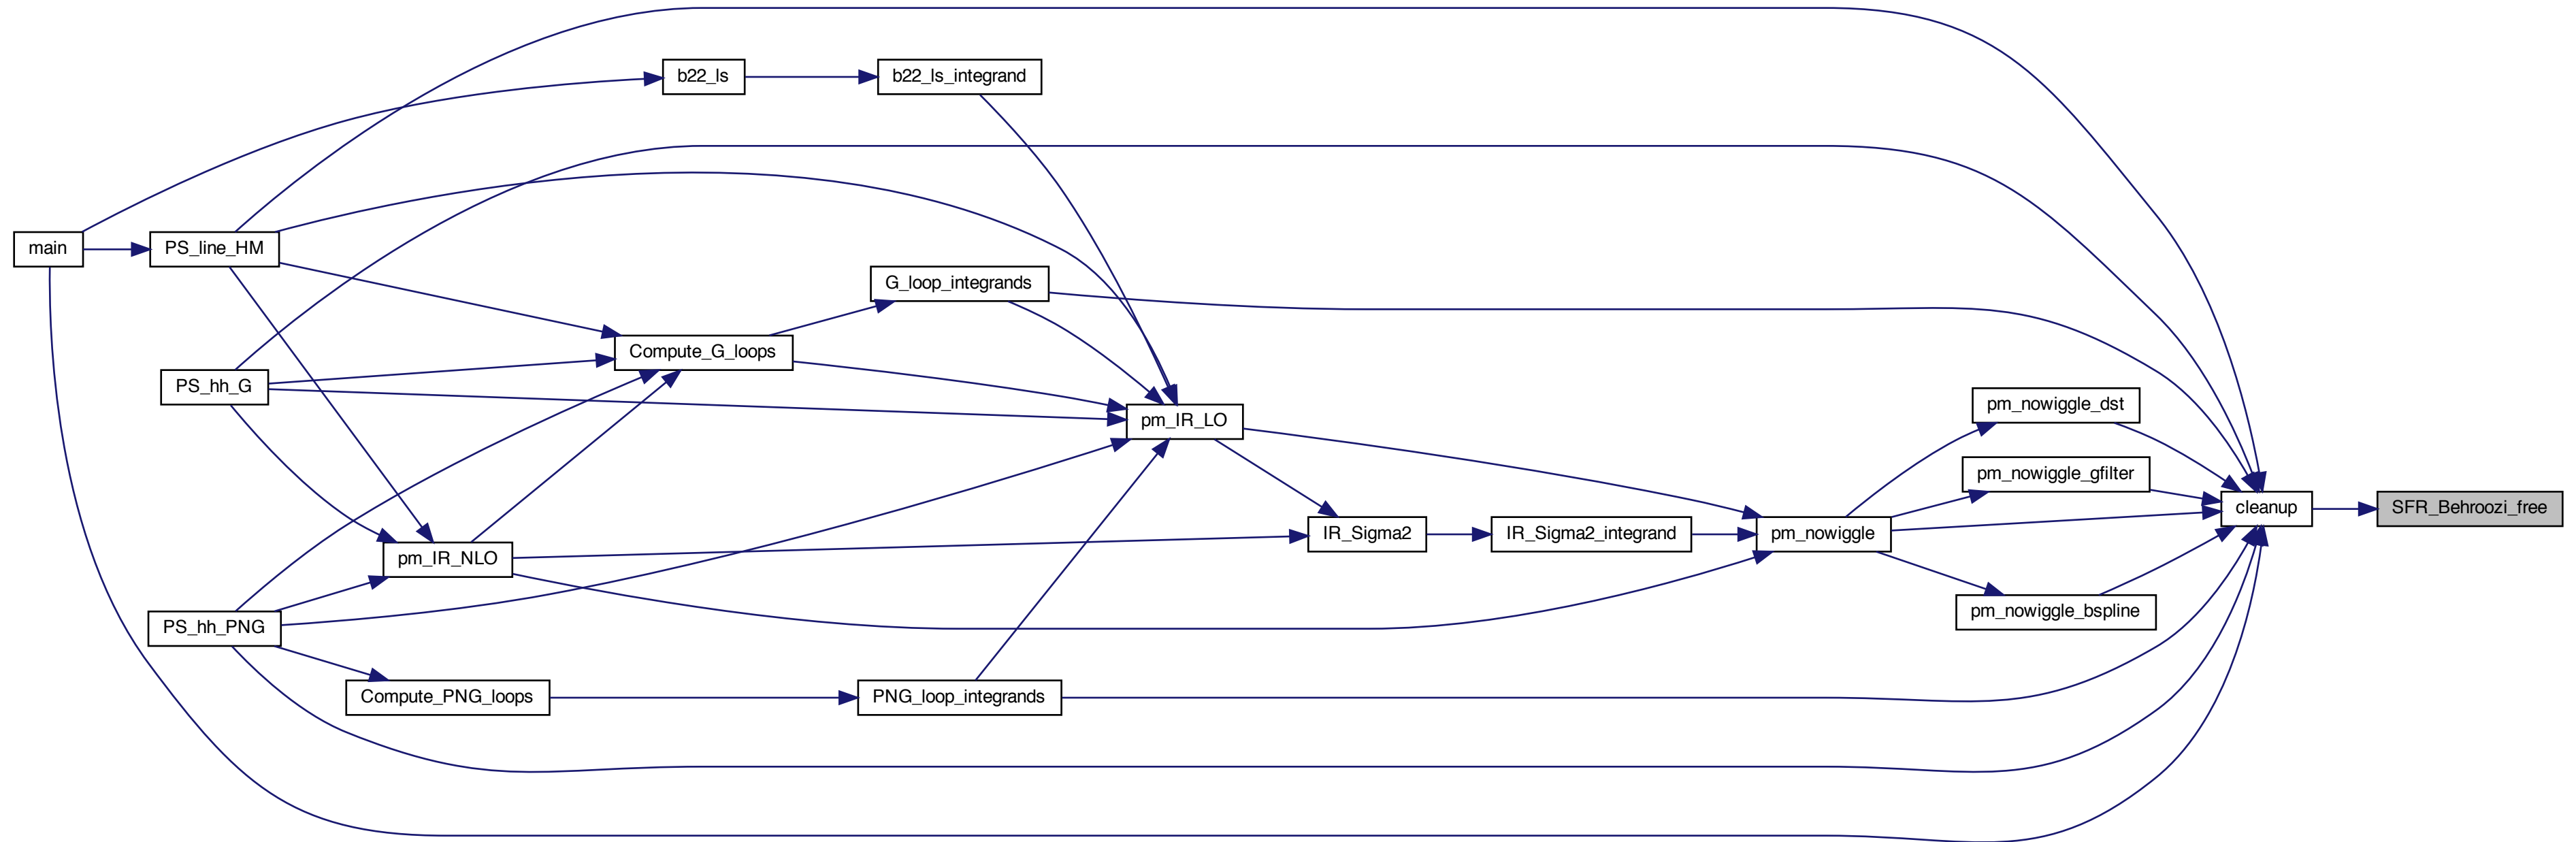 b22_ls
b22_ls_integrand
main
PS_line_HM
G_loop_integrands
Compute_G_loops
PS_hh_G
pm_IR_LO
pm_nowiggle_dst
pm_nowiggle_gfilter
cleanup
SFR_Behroozi_free
IR_Sigma2
IR_Sigma2_integrand
pm_nowiggle
pm_IR_NLO
pm_nowiggle_bspline
PS_hh_PNG
Compute_PNG_loops
PNG_loop_integrands